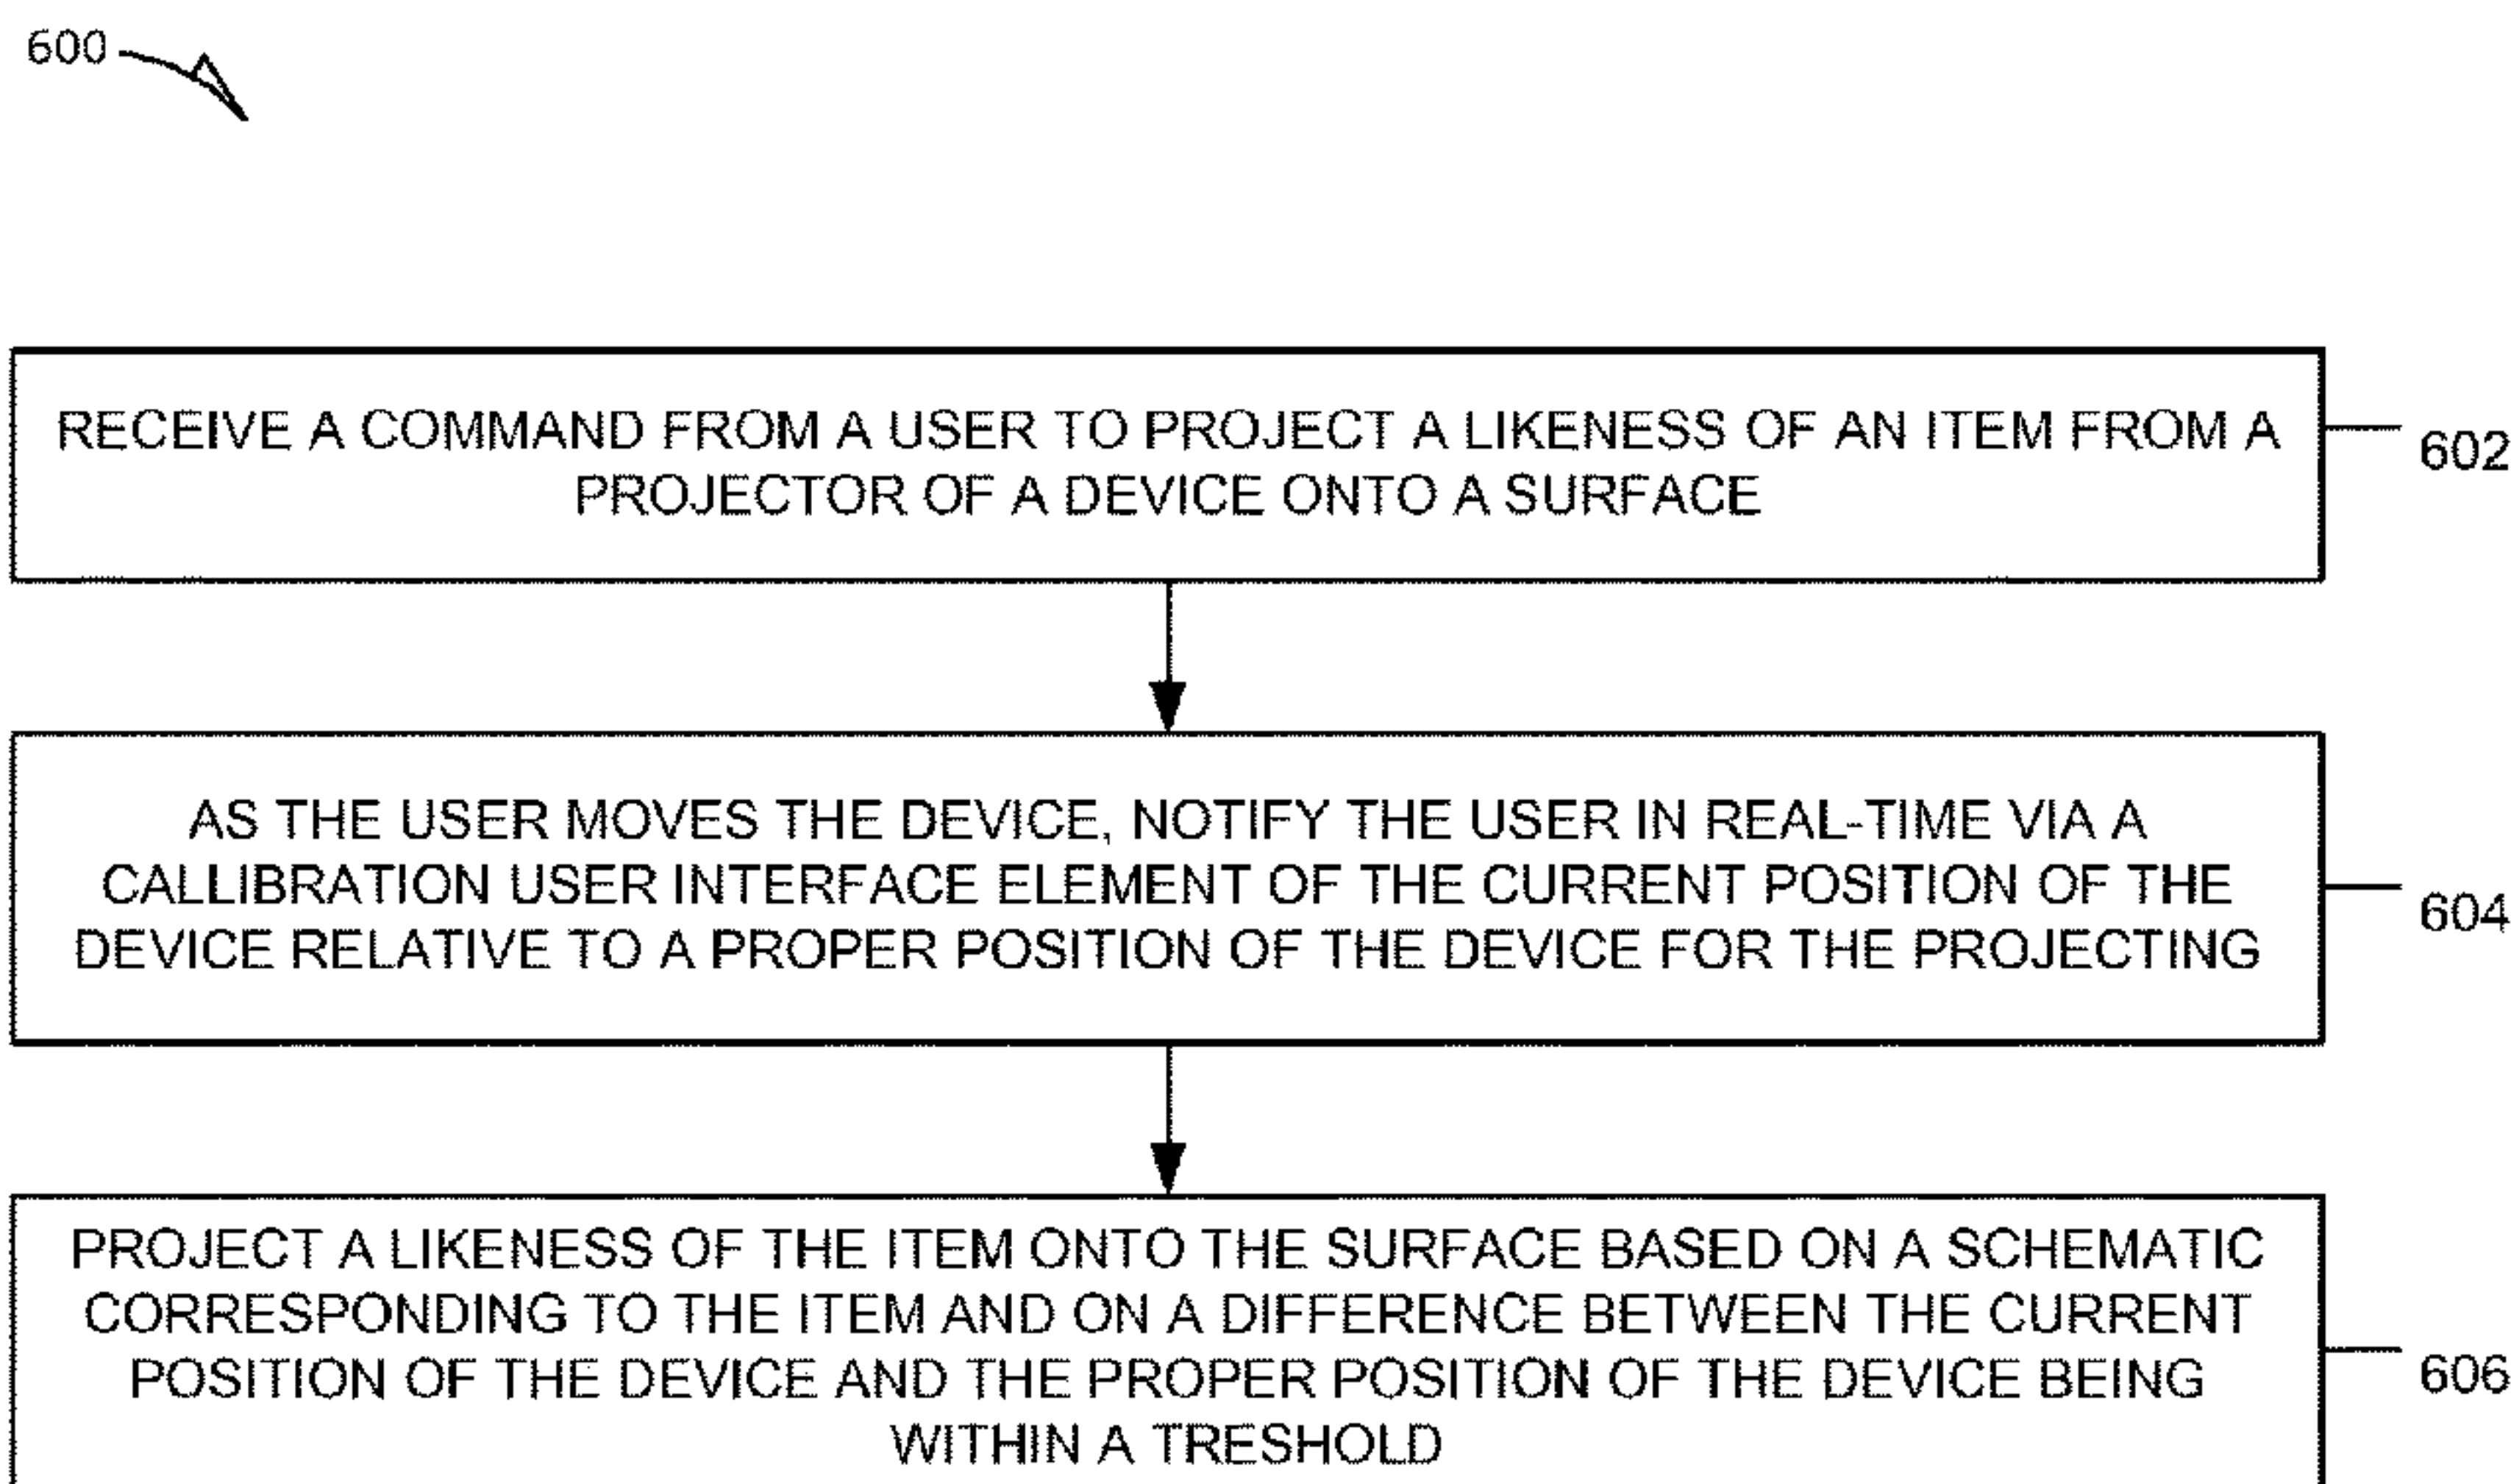 600
RECEIVE A COMMAND FROM A USER TO PROJECT A LIKENESS OF AN ITEM FROM A
PROJECTOR OF A DEVICE ONTO A SURFACE
602
AS THE USER MOVES THE DEVICE, NOTIFY THE USER IN REAL-TIME VIA A
CALLIBRATION USER INTERFACE ELEMENT OF THE CURRENT POSITION OF THE
DEVICE RELATIVE TO A PROPER POSITION OF THE DEVICE FOR THE PROJECTING
604
PROJECT A LIKENESS OF THE ITEM ONTO THE SURFACE BASED ON A SCHEMATIC
CORRESPONDING TO THE ITEM AND ON A DIFFERENCE BETWEEN THE CURRENT
POSITION OF THE DEVICE AND THE PROPER POSITION OF THE DEVICE BEING
WITHIN A TRESHOLD
606